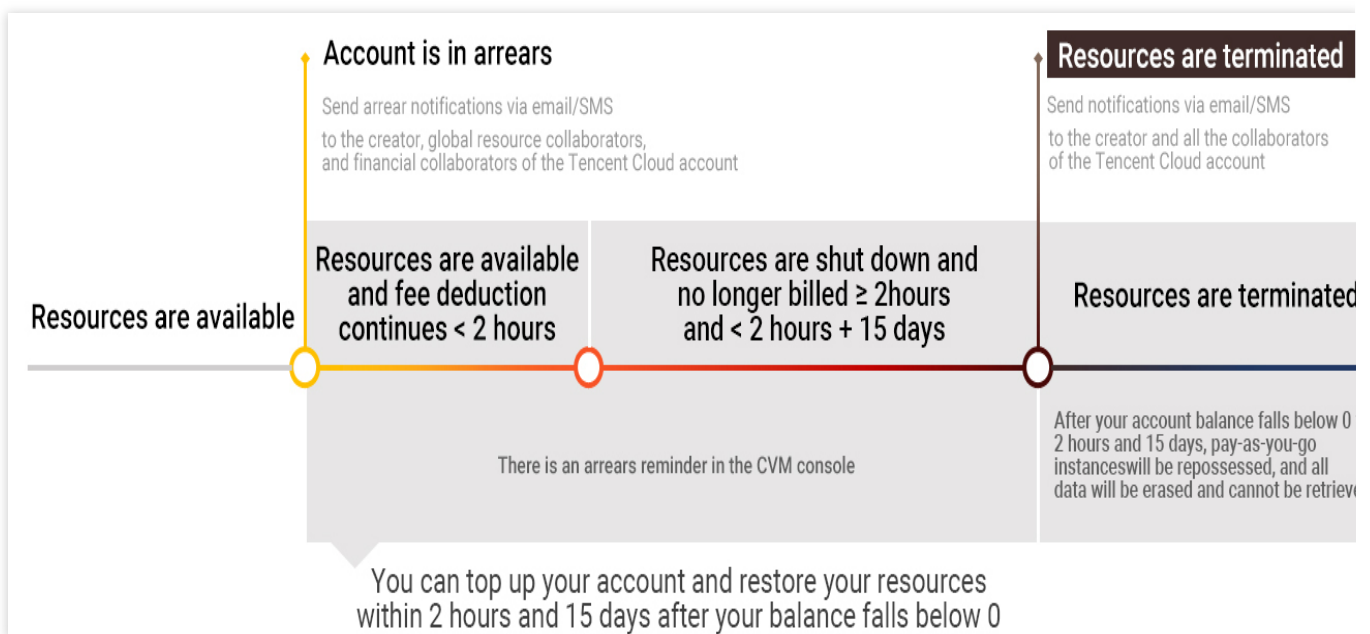 Account is in arrears
Send arrear notifications via email/SMS
to the creator, global resource collaborators,
and financial collaborators of the Tencent Cloud account
Resources are terminated
Send notifications via email/SMS
to the creator and all the collaborators
of the Tencent Cloud account
Resources are available
Resources are available
and fee deduction
continues < 2 hours
Resources are shut down and
no longer billed ≥ 2hours
and < 2 hours + 15 days
Resources are terminated
There is an arrears reminder in the CVM console
After your account balance falls below 0
2 hours and 15 days, pay-as-you-go
instanceswill be repossessed, and all
data will be erased and cannot be retrieve
You can top up your account and restore your resources
within 2 hours and 15 days after your balance falls below 0